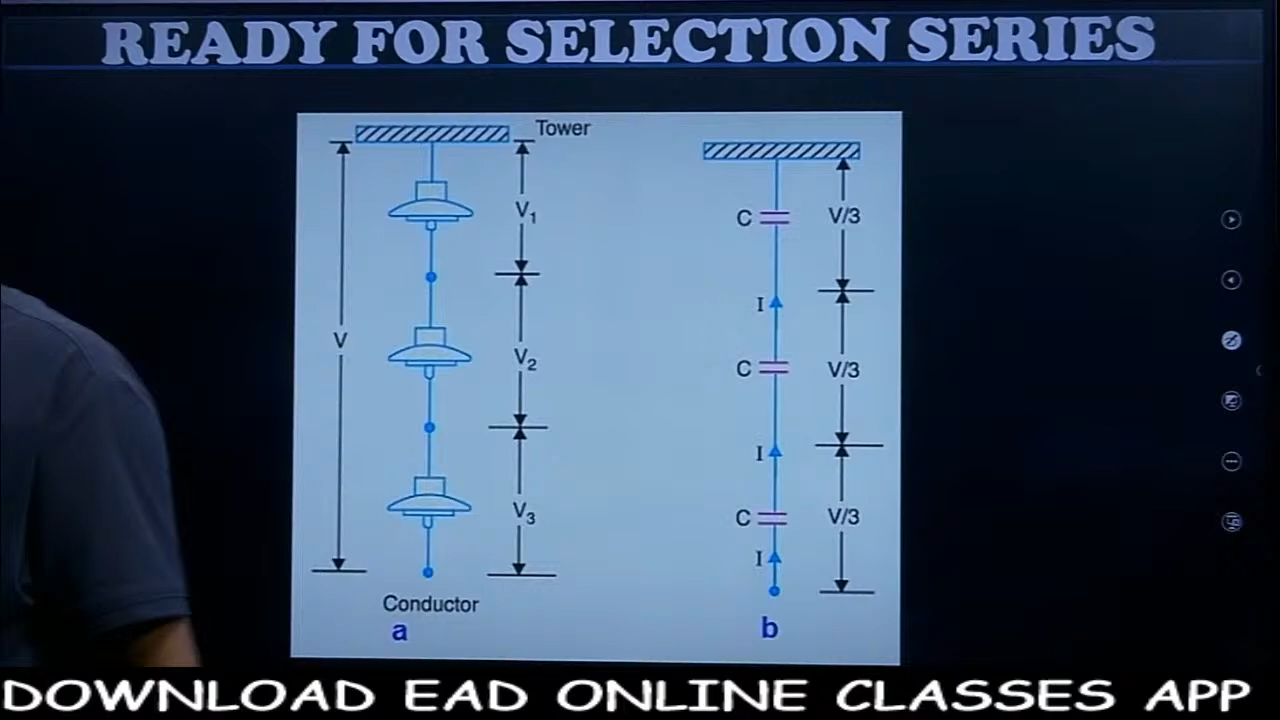 READY FOR SELECTION SERIES
Tower
V
V₁
V₂
V₃
Conductor
a
C
V/3
I
C
V/3
I
C
V/3
I
b
DOWNLOAD EAD ONLINE CLASSES APP